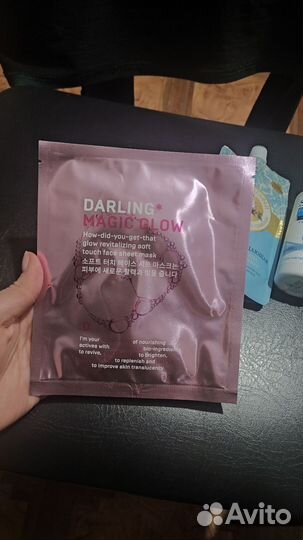 DARLING*
MAGIC GLOW
How-did-you-get-that
glow revitalizing soft
touch face sheet mask
소프트 터치 페이스 시트 마스크는
피부에 새로운 활력과 빛을 줍니다
I'm your
actives with
to revive,
of nourishing
bio-ingredients
to brighten,
to replenish and
to improve skin translucency
Avito